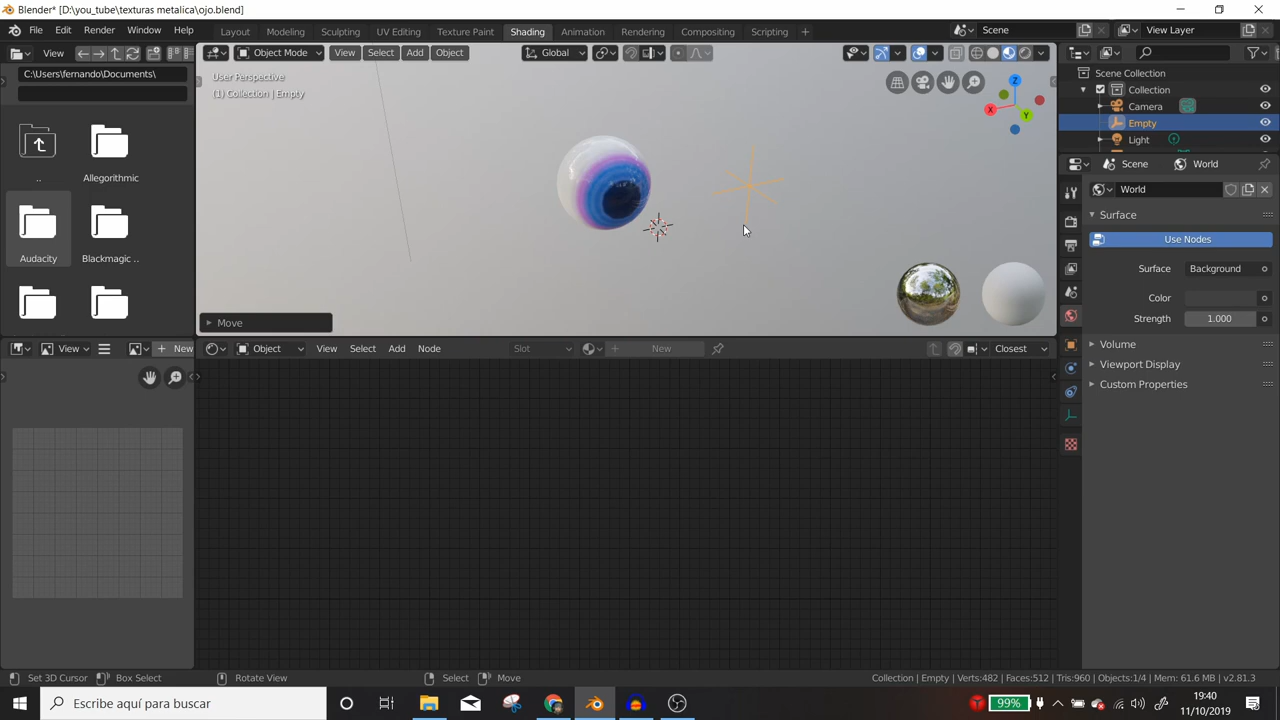 Blender* [D:\you_tube\texturas metalica\ojo.blend]
File Edit Render Window Help Layout Modeling Sculpting UV Editing Texture Paint Shading Animation Rendering Compositing Scripting + Scene View Layer
View Object Mode View Select Add Object Global
C:\Users\fernando\Documents\
User Perspective
(1) Collection | Empty
Scene Collection
Collection
Camera
Empty
Light
..
Allegorithmic
Audacity
Blackmagic ..
Z
X
Y
Scene World
World
Surface
Use Nodes
Surface Background
Color
Strength 1.000
Volume
Viewport Display
Custom Properties
Move
View New Object View Select Add Node Slot New Closest
Set 3D Cursor Box Select Rotate View Select Move Collection | Empty | Verts:482 | Faces:512 | Tris:960 | Objects:1/4 | Mem: 61.6 MB | v2.81.3
Escribe aquí para buscar
99%
19:40
11/10/2019